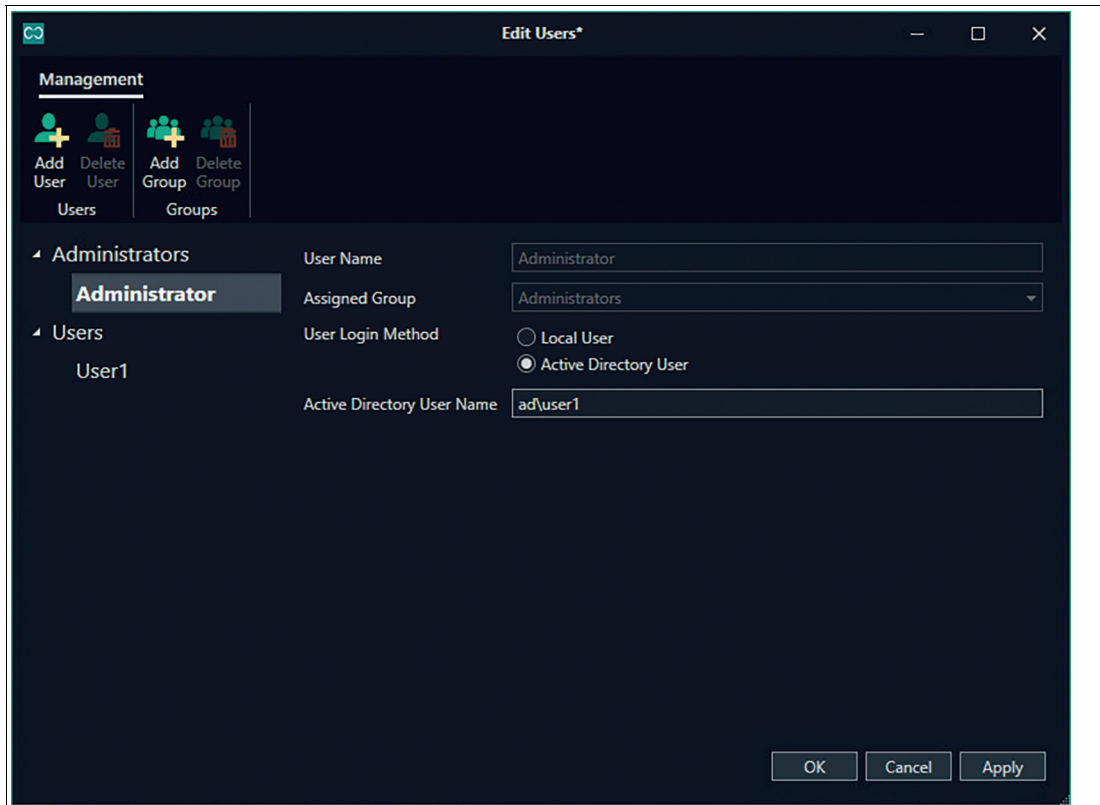 Edit Users*
Management
Add User
Delete User
Add Group
Delete Group
Users
Groups
Administrators
Administrator
Users
User1
User Name
Administrator
Assigned Group
Administrators
User Login Method
Local User
Active Directory User
Active Directory User Name
ad\user1
OK
Cancel
Apply